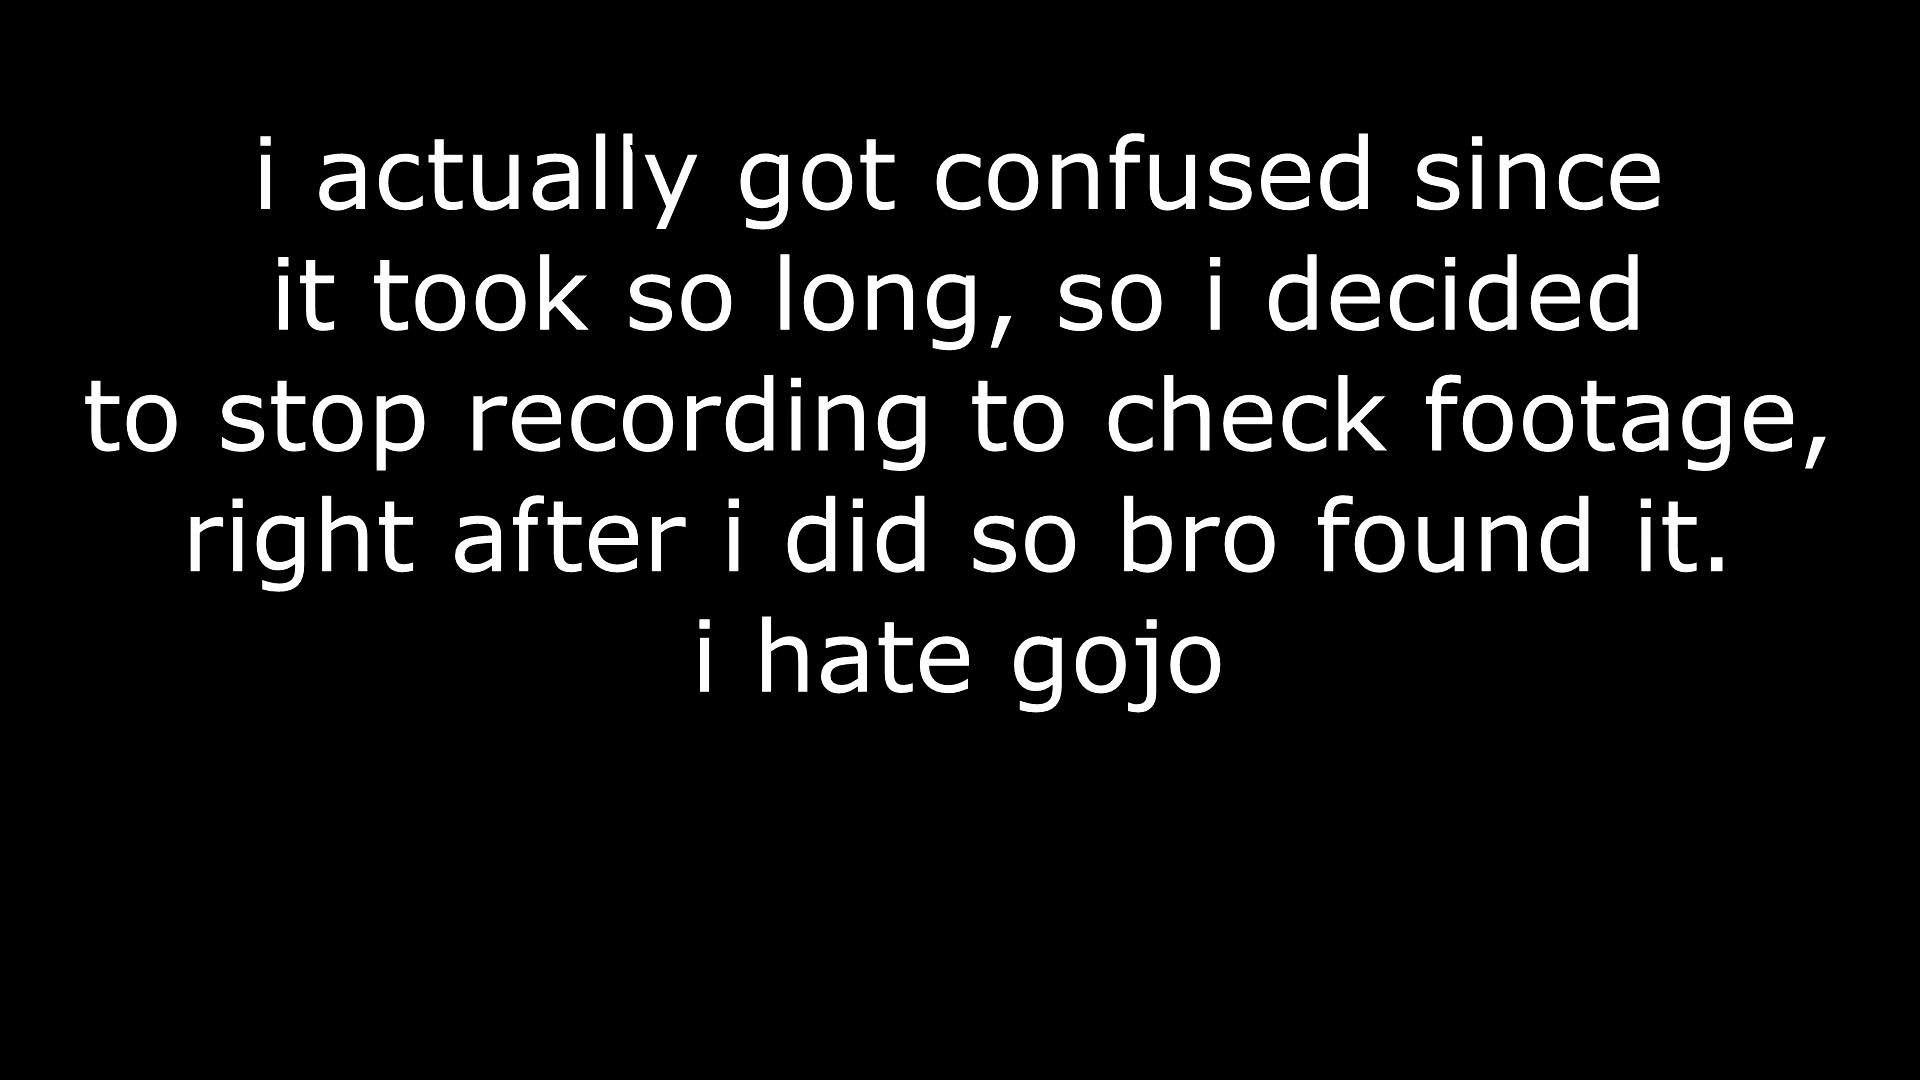 i actually got confused since
it took so long, so i decided
to stop recording to check footage,
right after i did so bro found it.
i hate gojo